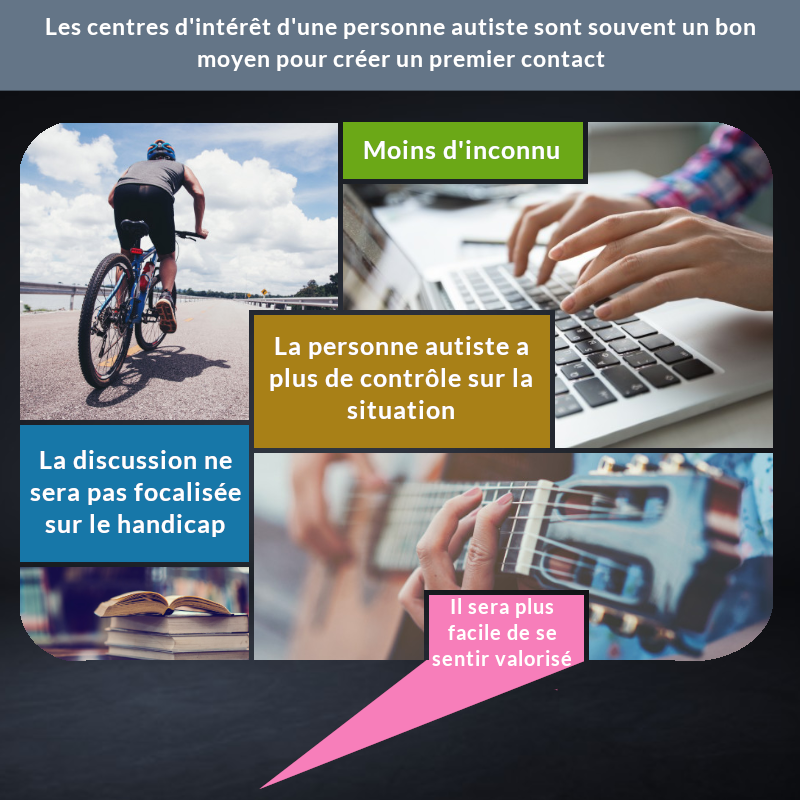 Les centres d'intérêt d'une personne autiste sont souvent un bon
moyen pour créer un premier contact
Moins d'inconnu
La personne autiste a
plus de contrôle sur la
situation
La discussion ne
sera pas focalisée
sur le handicap
Il sera plus
facile de se
sentir valorisé